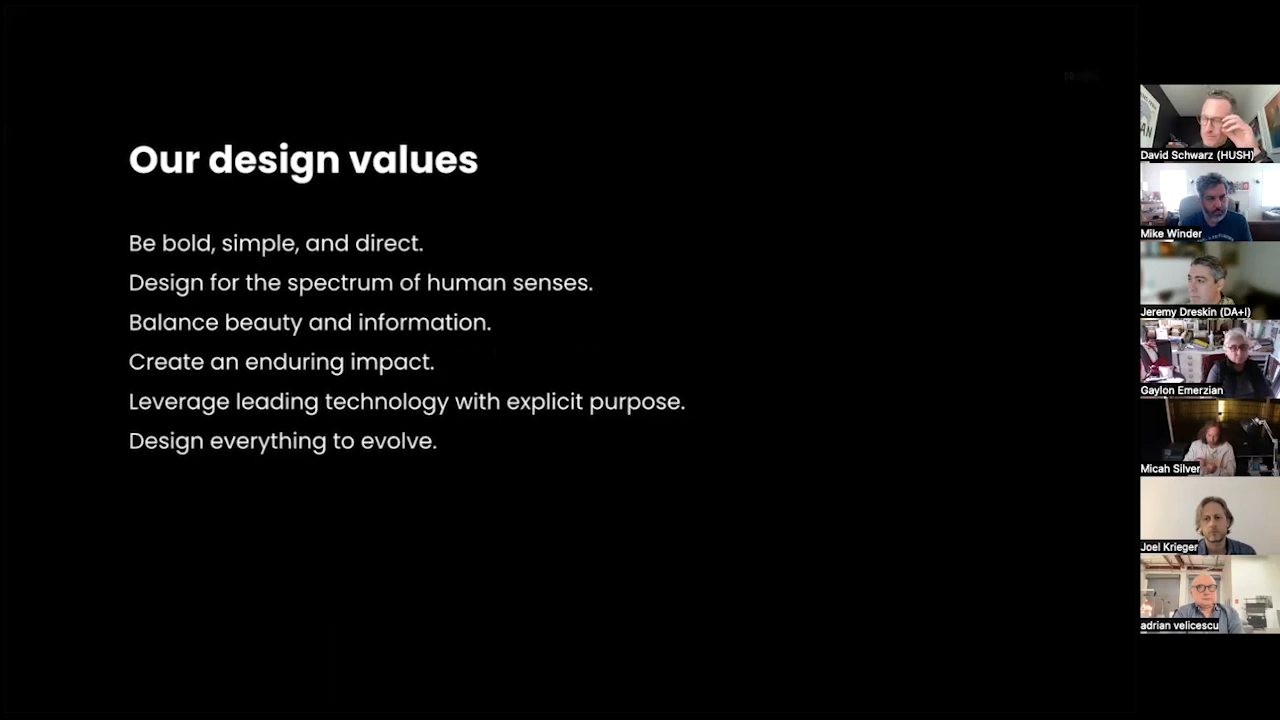 Our design values
Be bold, simple, and direct.
Design for the spectrum of human senses.
Balance beauty and information.
Create an enduring impact.
Leverage leading technology with explicit purpose.
Design everything to evolve.
AN
David Schwarz (HUSH)
Mike Winder
Jeremy Dreskin (DA+I)
Gaylon Emerzian
Micah Silver
Joel Krieger
adrian velicescu